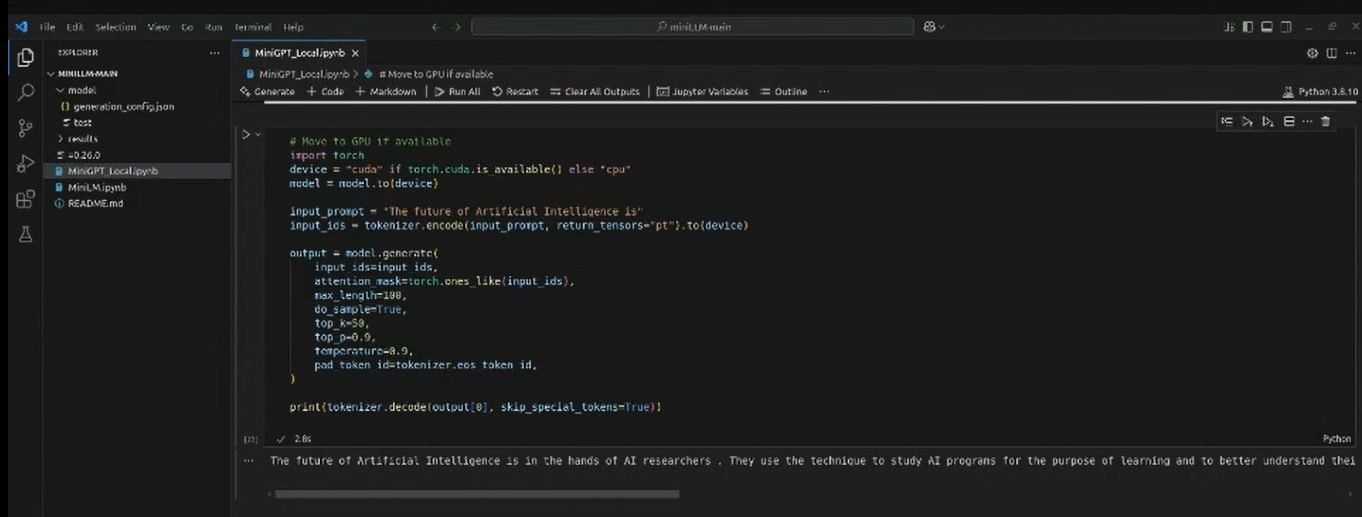 File Edit Selection View Go Run Terminal Help
miniLLM-main
EXPLORER
MINILLM-MAIN
model
generation_config.json
test
results
=0.26.0
MiniGPT_Local.ipynb
MiniLM.ipynb
README.md
MiniGPT_Local.ipynb
MiniGPT_Local.ipynb > # Move to GPU if available
Generate + Code + Markdown Run All Restart Clear All Outputs Jupyter Variables Outline ...
Python 3.8.10
# Move to GPU if available
import torch
device = "cuda" if torch.cuda.is_available() else "cpu"
model = model.to(device)
input_prompt = "The future of Artificial Intelligence is"
input_ids = tokenizer.encode(input_prompt, return_tensors="pt").to(device)
output = model.generate(
input_ids=input_ids,
attention_mask=torch.ones_like(input_ids),
max_length=100,
do_sample=True,
top_k=50,
top_p=0.9,
temperature=0.9,
pad_token_id=tokenizer.eos_token_id,
)
print(tokenizer.decode(output[0], skip_special_tokens=True))
2.8s
Python
The future of Artificial Intelligence is in the hands of AI researchers . They use the technique to study AI programs for the purpose of learning and to better understand thei